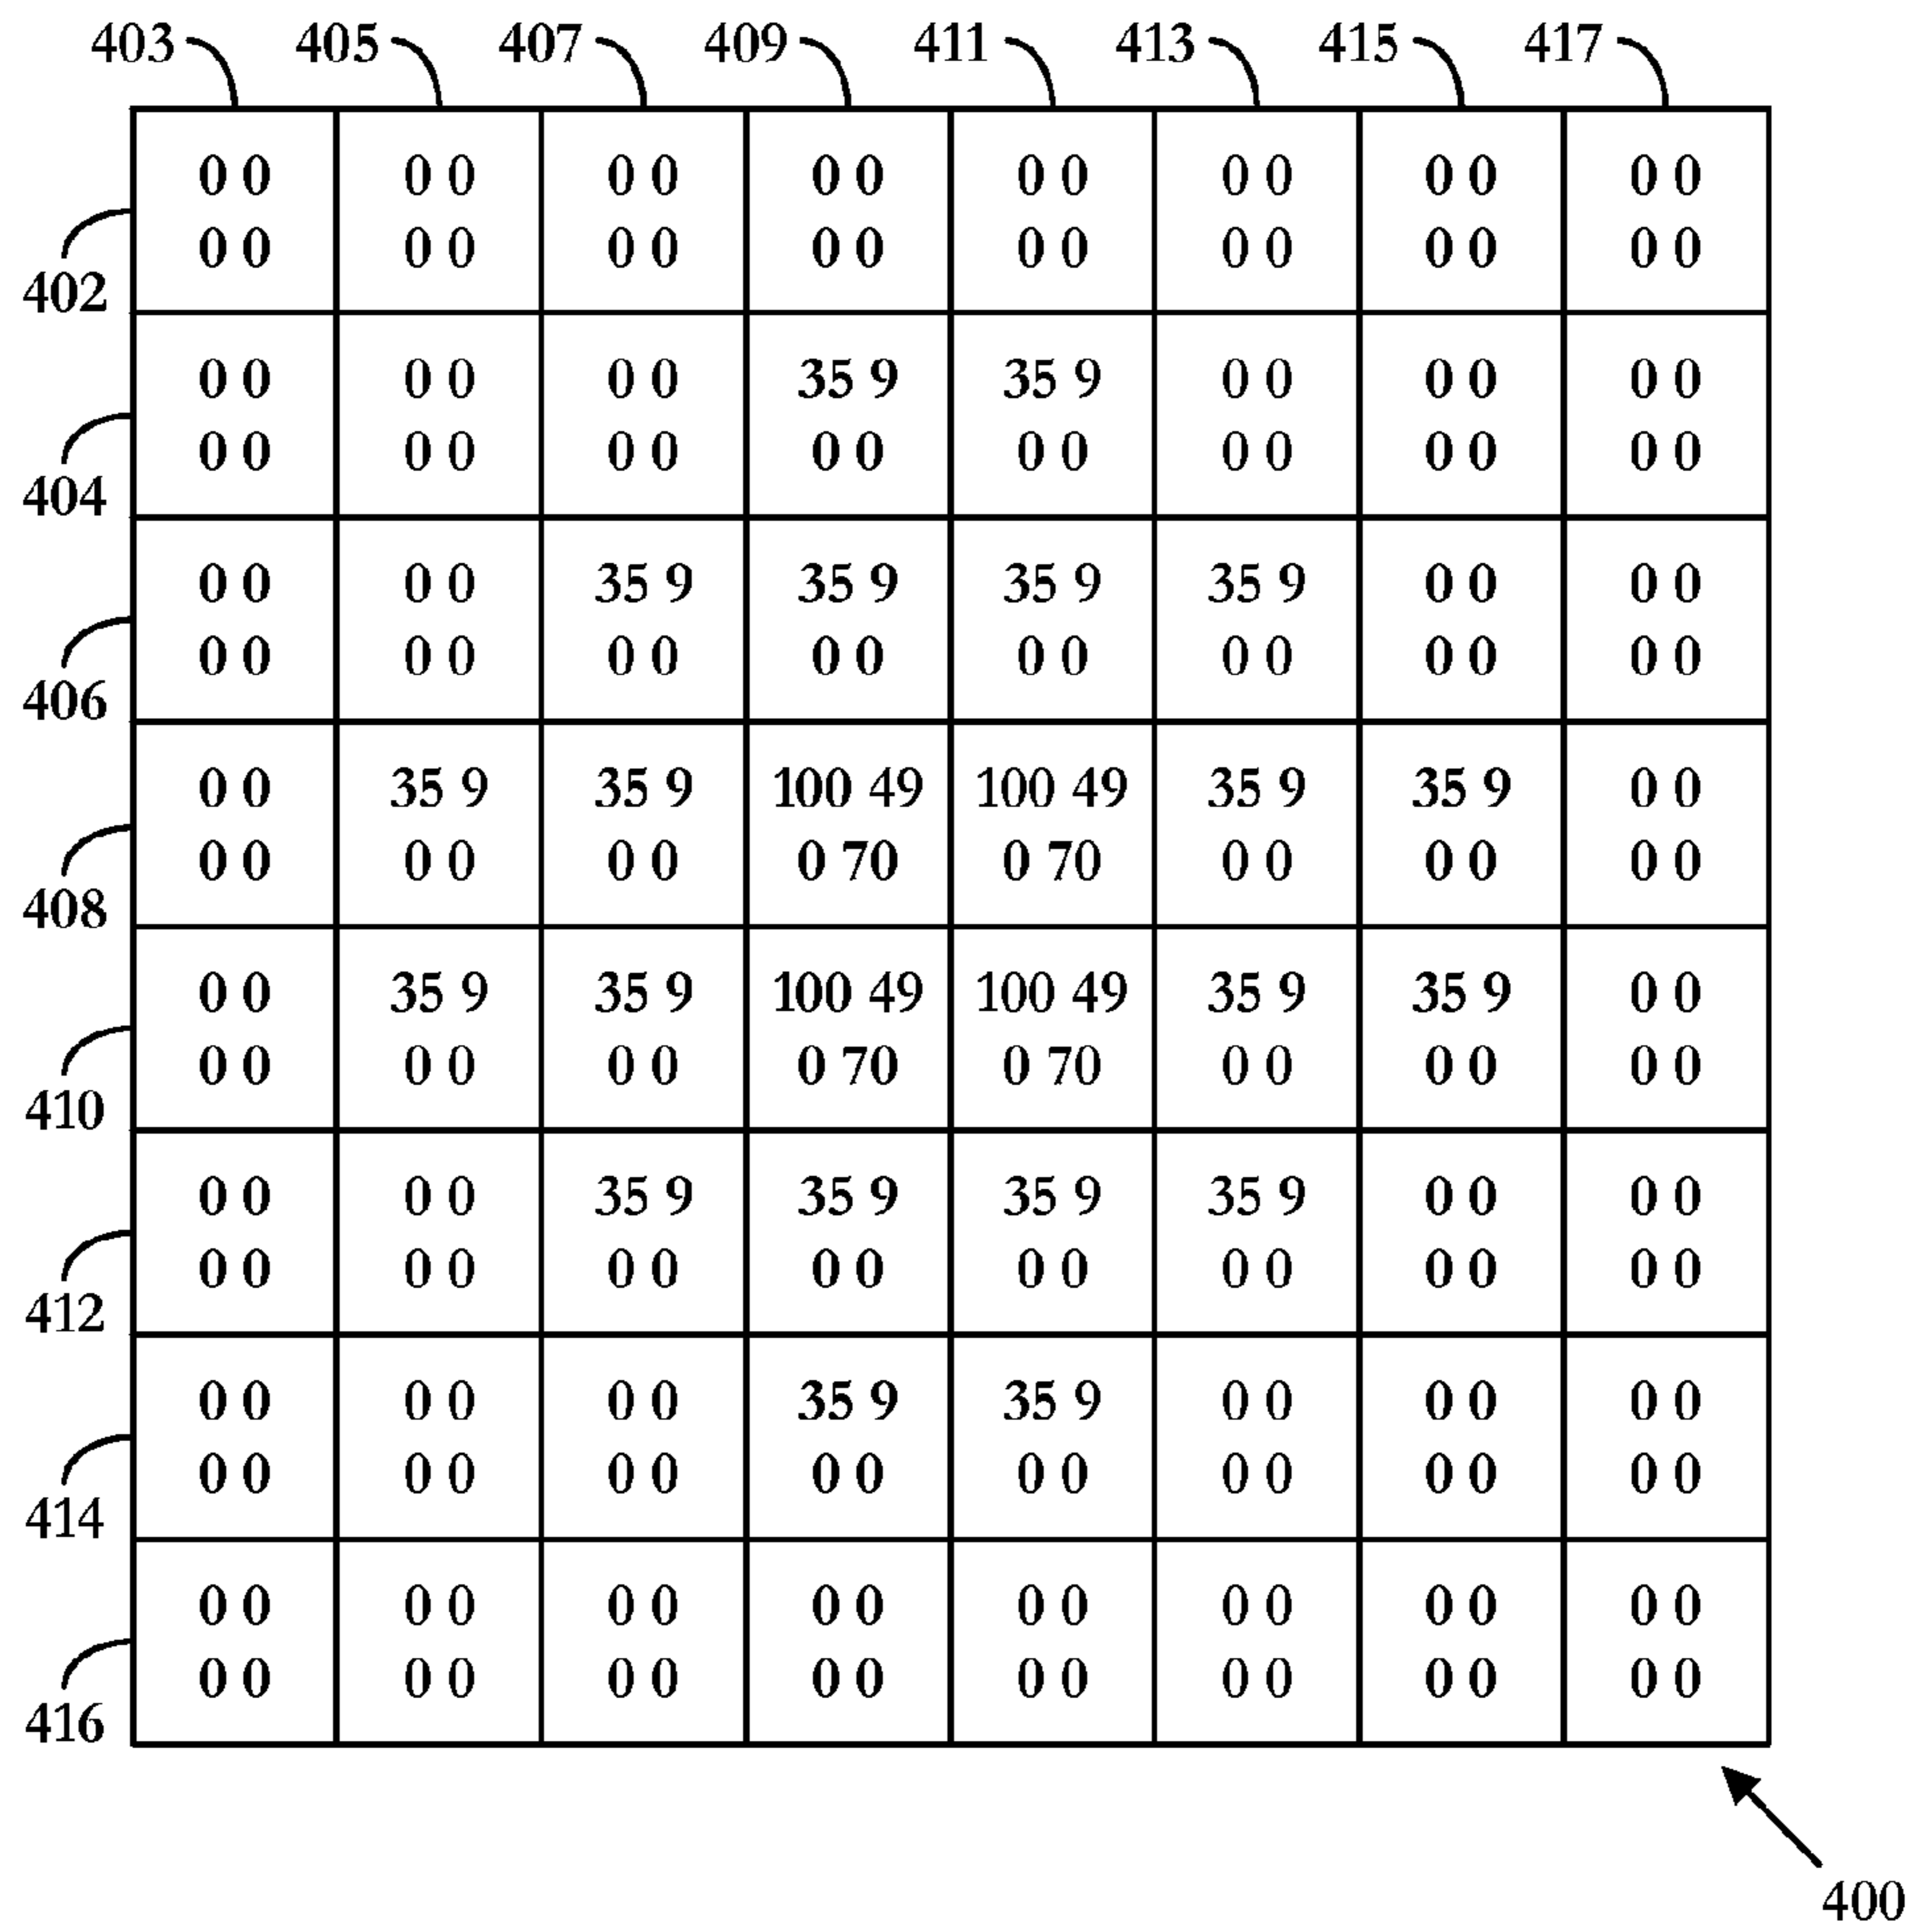 403 405 407 409 411 413 415 417
0 0 0 0 0 0 0 0 0 0 0 0 0 0 0 0
0 0 0 0 0 0 0 0 0 0 0 0 0 0 0 0
402
0 0 0 0 0 0 35 9 35 9 0 0 0 0 0 0
0 0 0 0 0 0 0 0 0 0 0 0 0 0 0 0
404
0 0 0 0 35 9 35 9 35 9 35 9 0 0 0 0
0 0 0 0 0 0 0 0 0 0 0 0 0 0 0 0
406
0 0 35 9 35 9 100 49 100 49 35 9 35 9 0 0
0 0 0 0 0 0 0 70 0 70 0 0 0 0 0 0
408
0 0 35 9 35 9 100 49 100 49 35 9 35 9 0 0
0 0 0 0 0 0 0 70 0 70 0 0 0 0 0 0
410
0 0 0 0 35 9 35 9 35 9 35 9 0 0 0 0
0 0 0 0 0 0 0 0 0 0 0 0 0 0 0 0
412
0 0 0 0 0 0 35 9 35 9 0 0 0 0 0 0
0 0 0 0 0 0 0 0 0 0 0 0 0 0 0 0
414
0 0 0 0 0 0 0 0 0 0 0 0 0 0 0 0
0 0 0 0 0 0 0 0 0 0 0 0 0 0 0 0
416
400